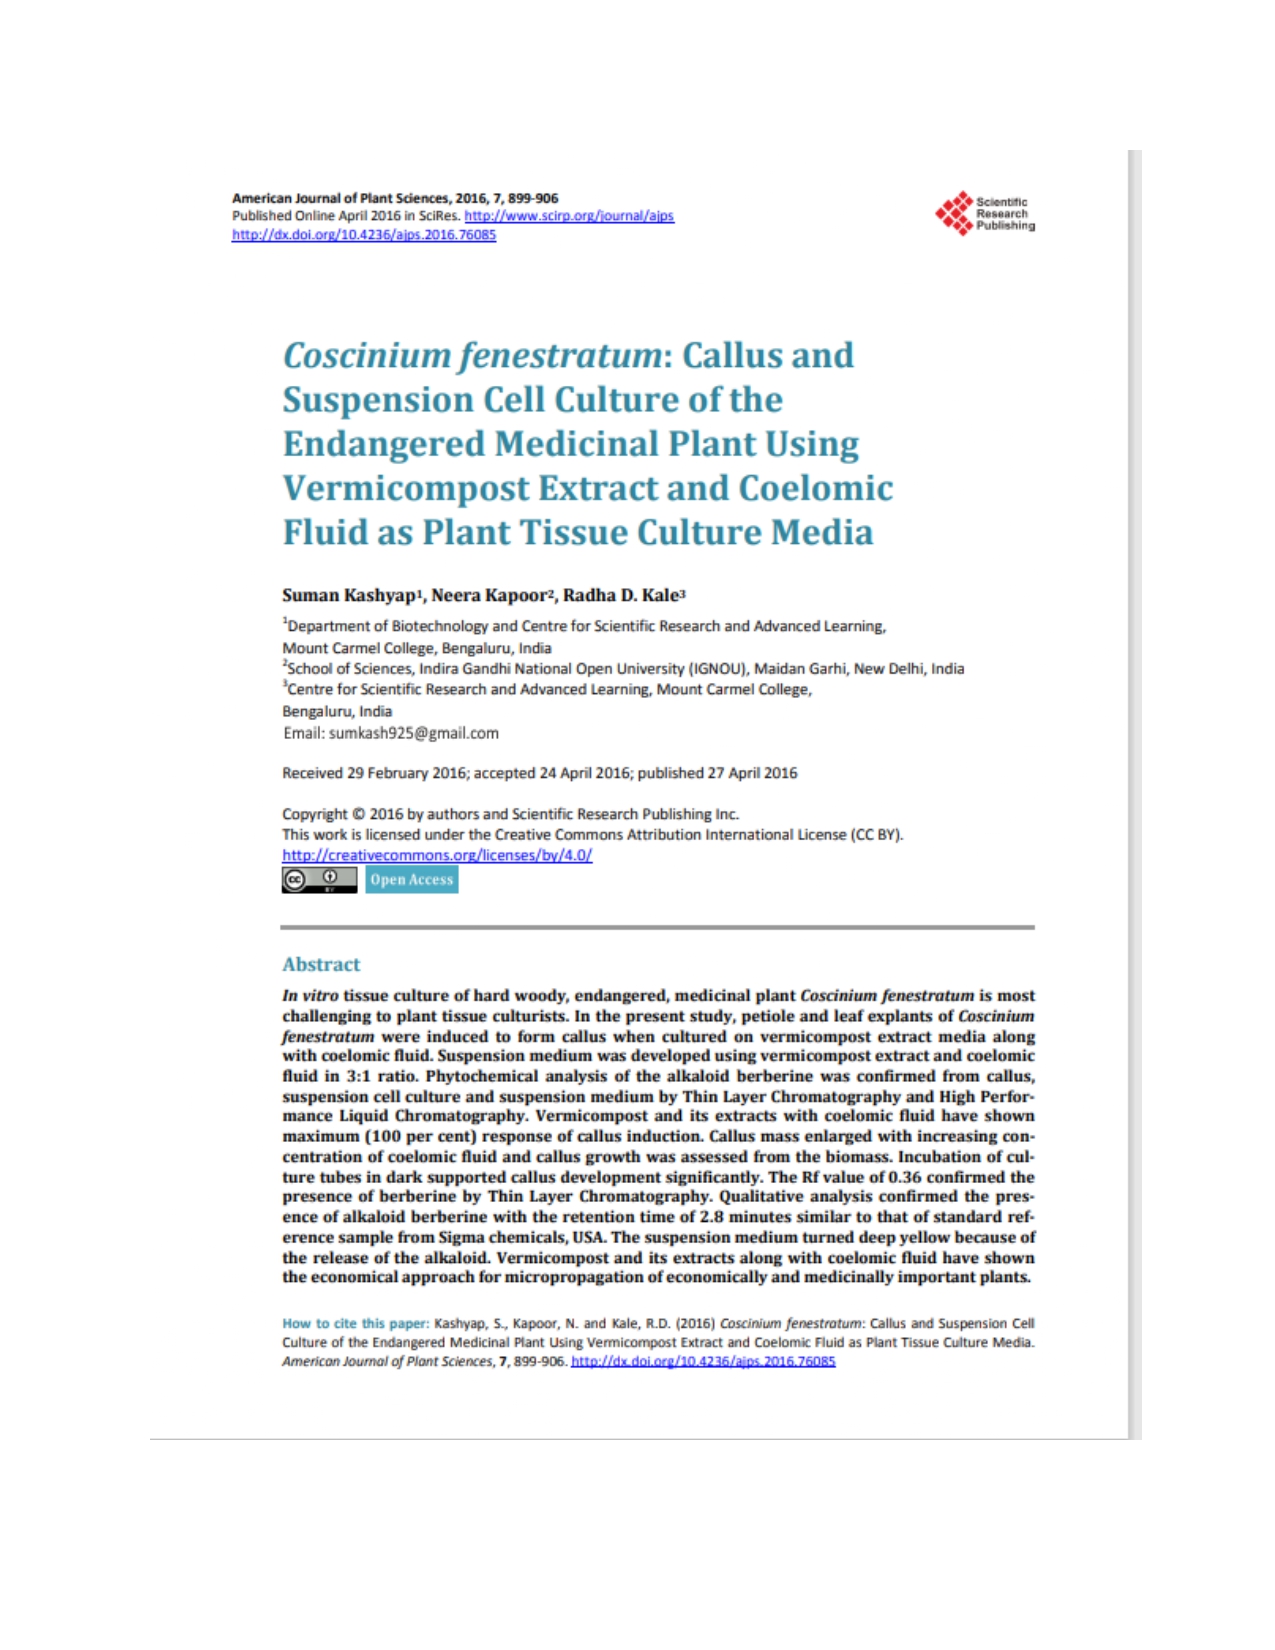 American Journal of Plant Sciences, 2016, 7, 899-906
Published Online April 2016 in SciRes. http://www.scirp.org/journal/ajps
http://dx.doi.org/10.4236/ajps.2016.76085
Scientific
Research
Publishing
Coscinium fenestratum: Callus and
Suspension Cell Culture of the
Endangered Medicinal Plant Using
Vermicompost Extract and Coelomic
Fluid as Plant Tissue Culture Media
Suman Kashyap1, Neera Kapoor2, Radha D. Kale3
1Department of Biotechnology and Centre for Scientific Research and Advanced Learning,
Mount Carmel College, Bengaluru, India
2School of Sciences, Indira Gandhi National Open University (IGNOU), Maidan Garhi, New Delhi, India
3Centre for Scientific Research and Advanced Learning, Mount Carmel College,
Bengaluru, India
Email: sumkash925@gmail.com
Received 29 February 2016; accepted 24 April 2016; published 27 April 2016
Copyright © 2016 by authors and Scientific Research Publishing Inc.
This work is licensed under the Creative Commons Attribution International License (CC BY).
http://creativecommons.org/licenses/by/4.0/
cc BY Open Access
Abstract
In vitro tissue culture of hard woody, endangered, medicinal plant Coscinium fenestratum is most
challenging to plant tissue culturists. In the present study, petiole and leaf explants of Coscinium
fenestratum were induced to form callus when cultured on vermicompost extract media along
with coelomic fluid. Suspension medium was developed using vermicompost extract and coelomic
fluid in 3:1 ratio. Phytochemical analysis of the alkaloid berberine was confirmed from callus,
suspension cell culture and suspension medium by Thin Layer Chromatography and High Perfor-
mance Liquid Chromatography. Vermicompost and its extracts with coelomic fluid have shown
maximum (100 per cent) response of callus induction. Callus mass enlarged with increasing con-
centration of coelomic fluid and callus growth was assessed from the biomass. Incubation of cul-
ture tubes in dark supported callus development significantly. The Rf value of 0.36 confirmed the
presence of berberine by Thin Layer Chromatography. Qualitative analysis confirmed the pres-
ence of alkaloid berberine with the retention time of 2.8 minutes similar to that of standard ref-
erence sample from Sigma chemicals, USA. The suspension medium turned deep yellow because of
the release of the alkaloid. Vermicompost and its extracts along with coelomic fluid have shown
the economical approach for micropropagation of economically and medicinally important plants.
How to cite this paper: Kashyap, S., Kapoor, N. and Kale, R.D. (2016) Coscinium fenestratum: Callus and Suspension Cell
Culture of the Endangered Medicinal Plant Using Vermicompost Extract and Coelomic Fluid as Plant Tissue Culture Media.
American Journal of Plant Sciences, 7, 899-906. http://dx.doi.org/10.4236/ajps.2016.76085